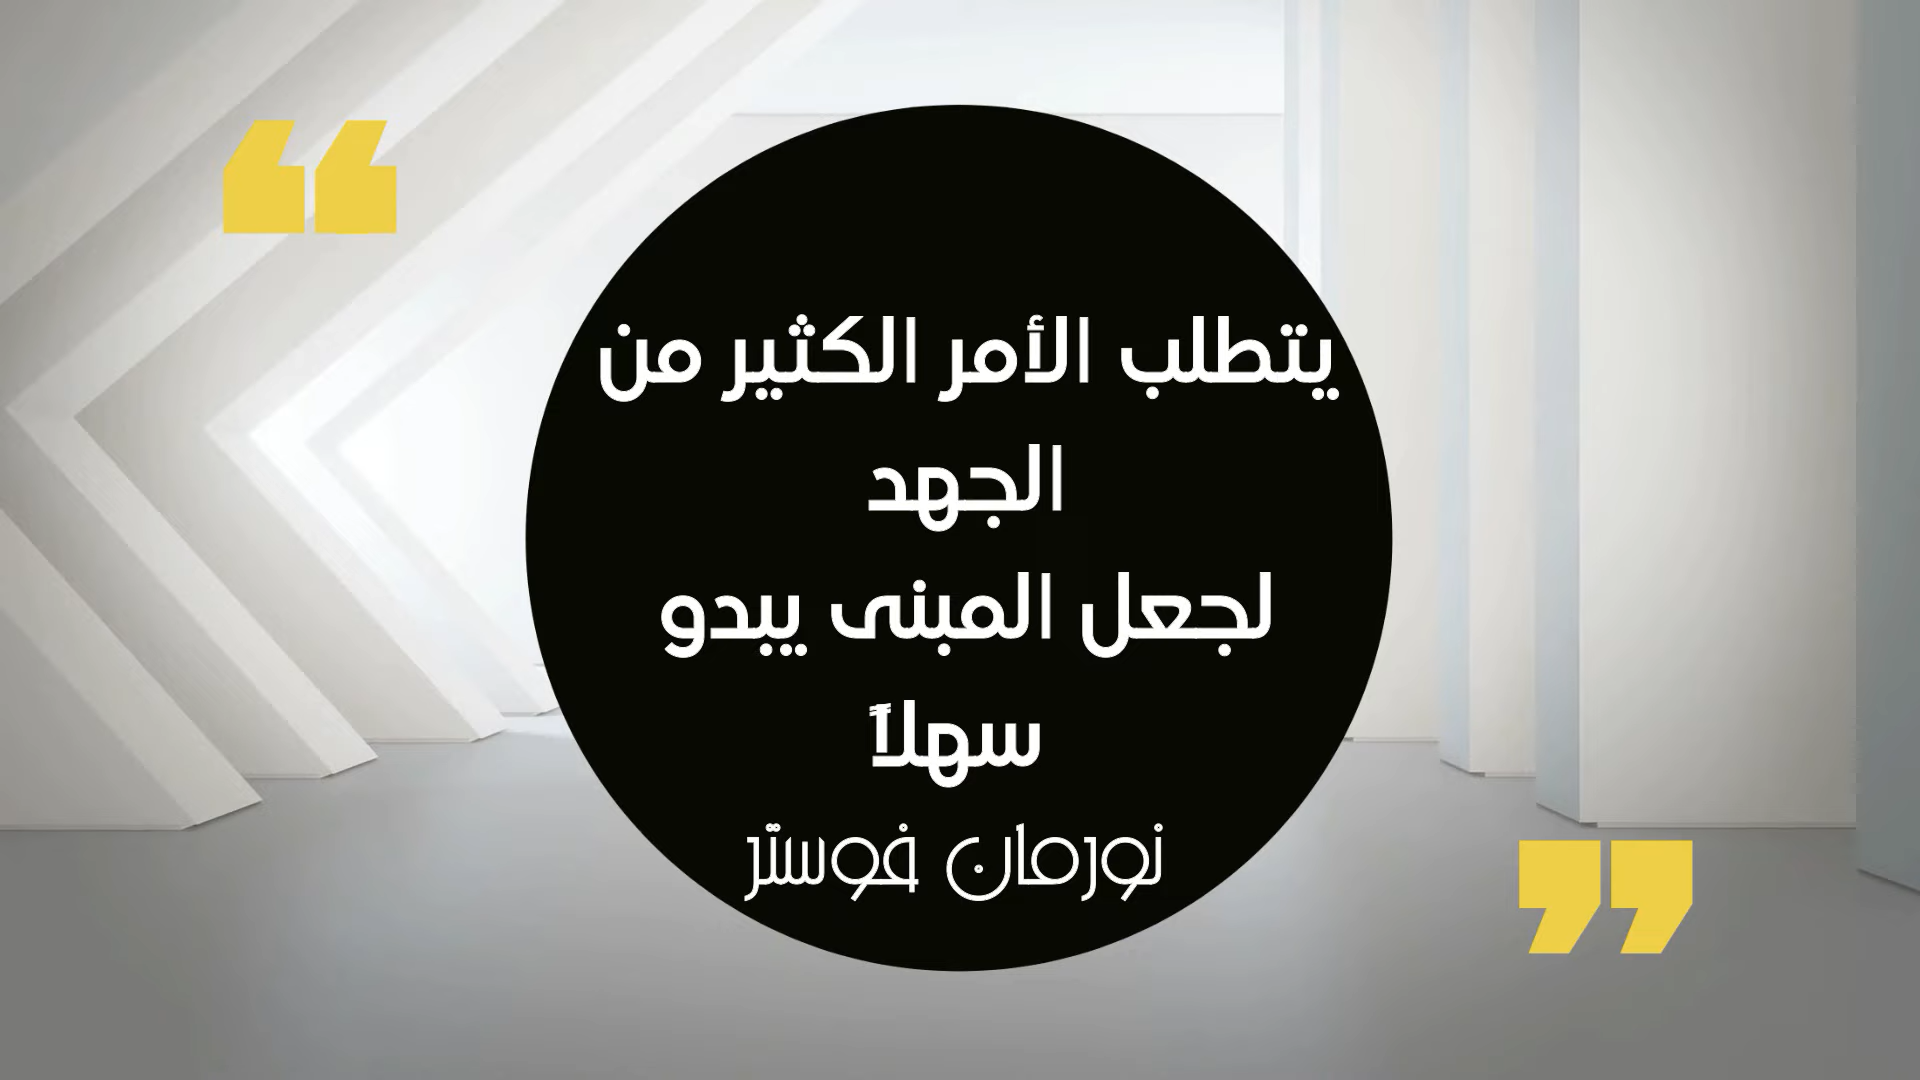 يتطلب الأمر الكثير من
الجهد
لجعل المبنى يبدو
سهلاً
نورمان فوستر